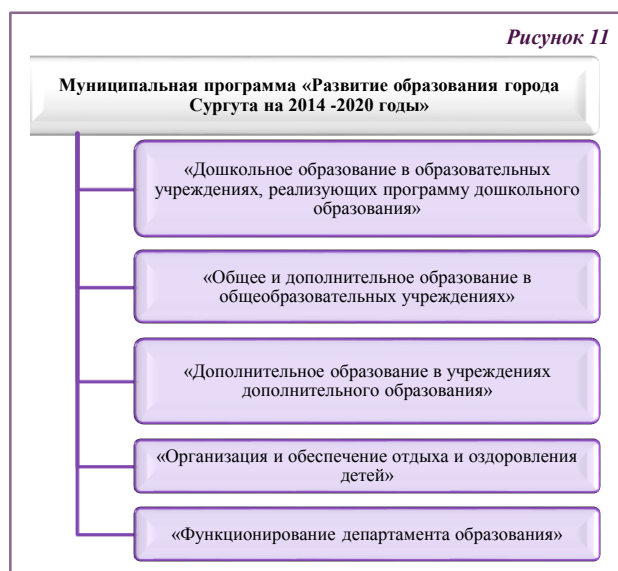 Рисунок 11
Муниципальная программа «Развитие образования города
Сургута на 2014 -2020 годы»
«Дошкольное образование в образовательных
учреждениях, реализующих программу дошкольного
образования»
«Общее и дополнительное образование в
общеобразовательных учреждениях»
«Дополнительное образование в учреждениях
дополнительного образования»
«Организация и обеспечение отдыха и оздоровления
детей»
«Функционирование департамента образования»